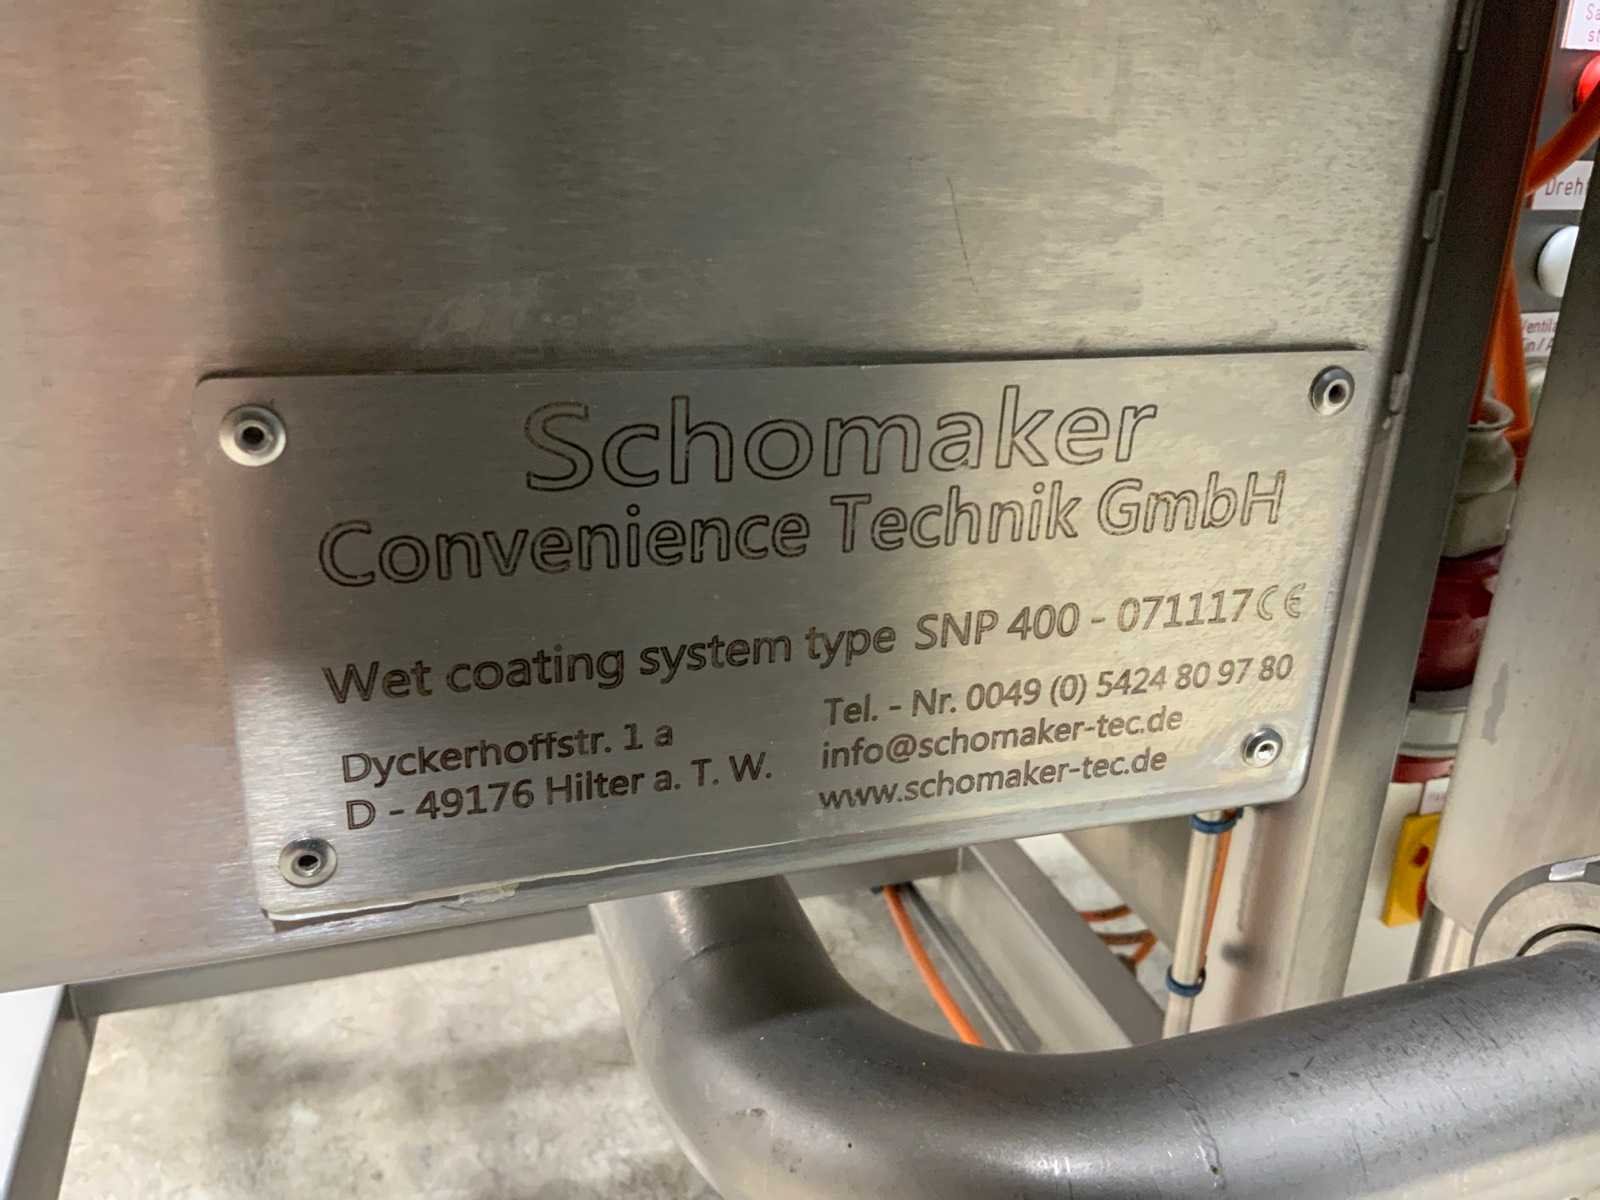 Schomaker
Convenience Technik GmbH
Wet coating system type SNP 400 - 071117 CE
Dyckerhoffstr. 1 a
D - 49176 Hilter a. T. W.
Tel. - Nr. 0049 (0) 5424 80 97 80
info@schomaker-tec.de
www.schomaker-tec.de